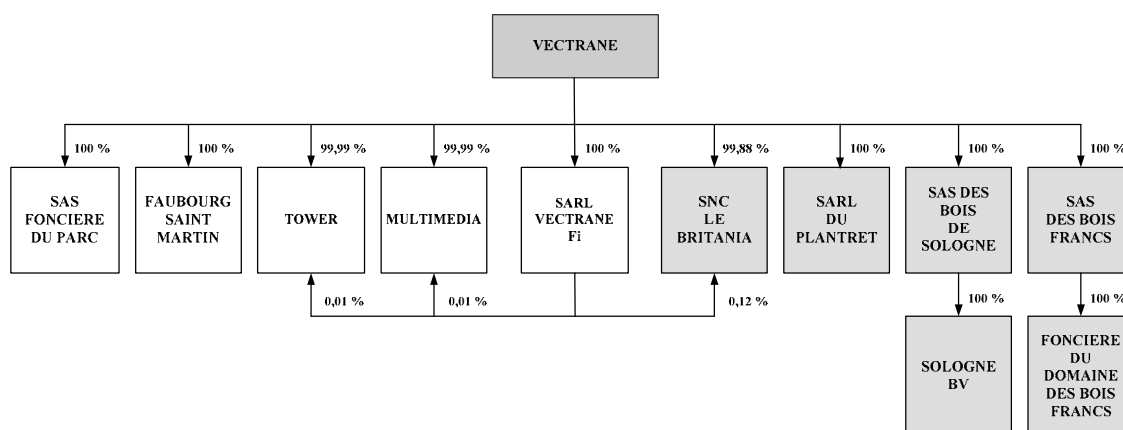 VECTRANE
100 %
100 %
99,99 %
99,99 %
100 %
99,88 %
100 %
100 %
100 %
SAS
FONCIERE
DU PARC
FAUBOURG
SAINT
MARTIN
TOWER
MULTIMEDIA
SARL
VECTRANE
Fi
SNC
LE
BRITANIA
SARL
DU
PLANTRET
SAS DES
BOIS
DE
SOLOGNE
SAS
DES BOIS
FRANCS
0,01 %
0,01 %
0,12 %
100 %
100 %
SOLOGNE
BV
FONCIERE
DU
DOMAINE
DES BOIS
FRANCS